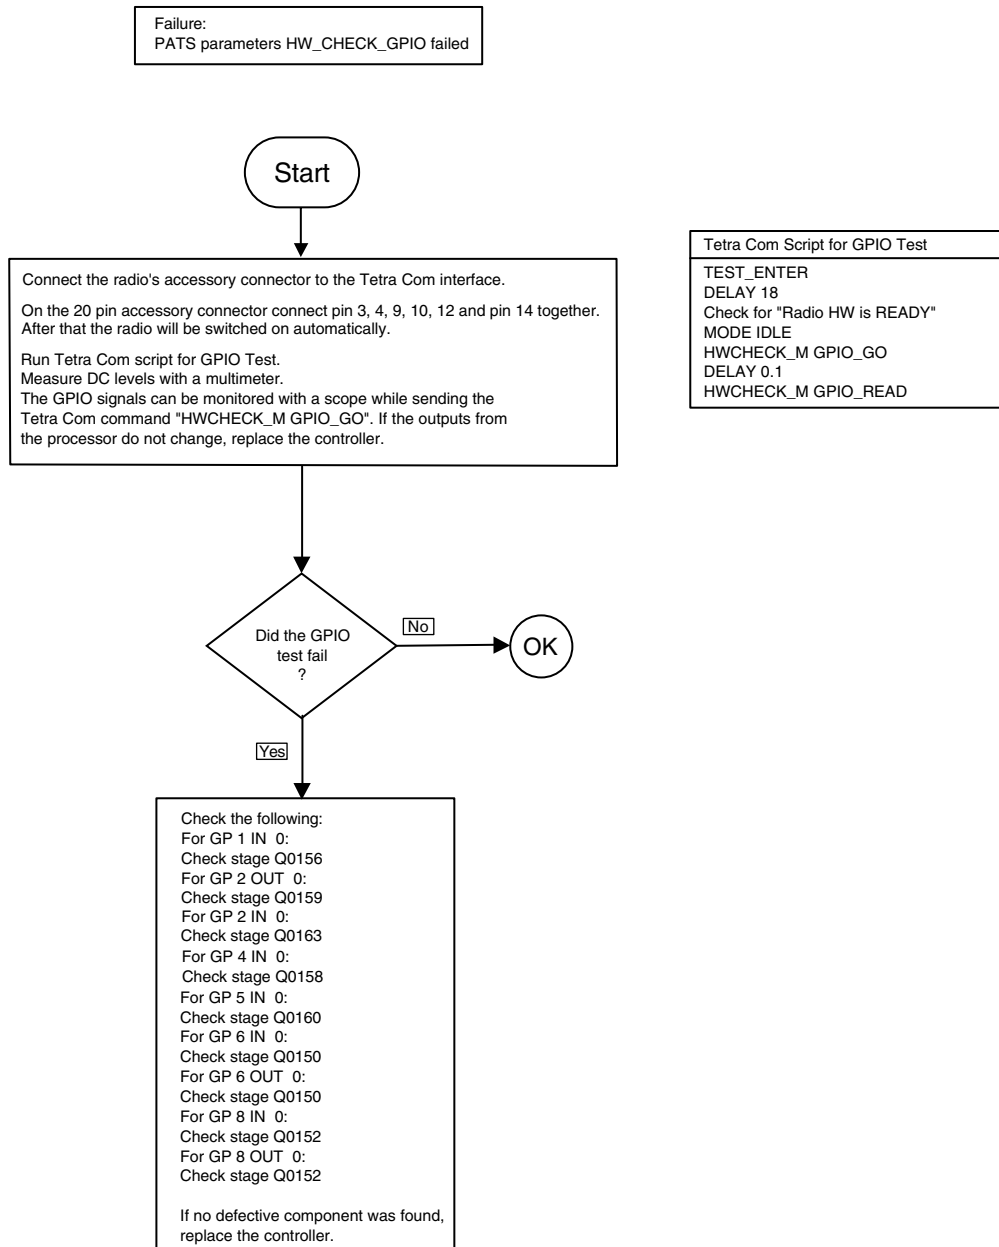 Failure:
PATS parameters HW_CHECK_GPIO failed
Start
Connect the radio's accessory connector to the Tetra Com interface.
On the 20 pin accessory connector connect pin 3, 4, 9, 10, 12 and pin 14 together.
After that the radio will be switched on automatically.
Run Tetra Com script for GPIO Test.
Measure DC levels with a multimeter.
The GPIO signals can be monitored with a scope while sending the
Tetra Com command "HWCHECK_M GPIO_GO". If the outputs from
the processor do not change, replace the controller.
Tetra Com Script for GPIO Test
TEST_ENTER
DELAY 18
Check for "Radio HW is READY"
MODE IDLE
HWCHECK_M GPIO_GO
DELAY 0.1
HWCHECK_M GPIO_READ
Did the GPIO
test fail
?
No
OK
Yes
Check the following:
For GP 1 IN 0:
Check stage Q0156
For GP 2 OUT 0:
Check stage Q0159
For GP 2 IN 0:
Check stage Q0163
For GP 4 IN 0:
Check stage Q0158
For GP 5 IN 0:
Check stage Q0160
For GP 6 IN 0:
Check stage Q0150
For GP 6 OUT 0:
Check stage Q0150
For GP 8 IN 0:
Check stage Q0152
For GP 8 OUT 0:
Check stage Q0152
If no defective component was found,
replace the controller.